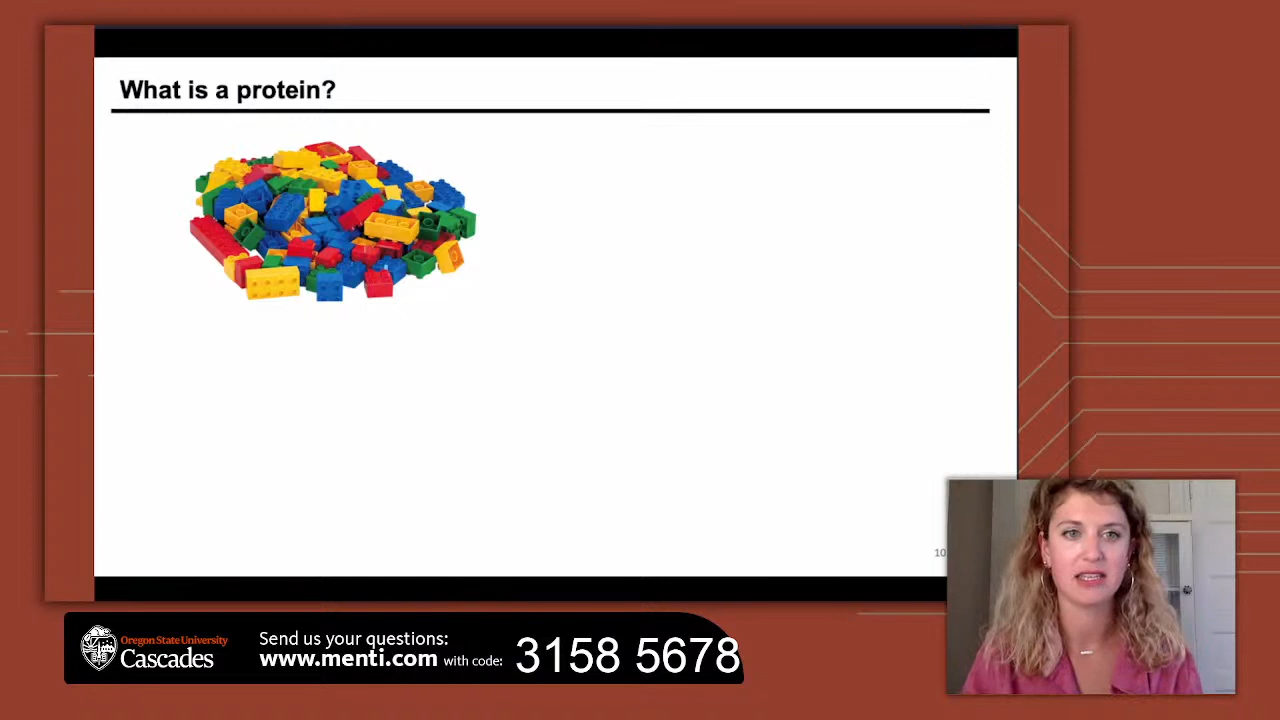 What is a protein?
10
Oregon State University
Cascades
Send us your questions:
www.menti.com with code:
3158 5678